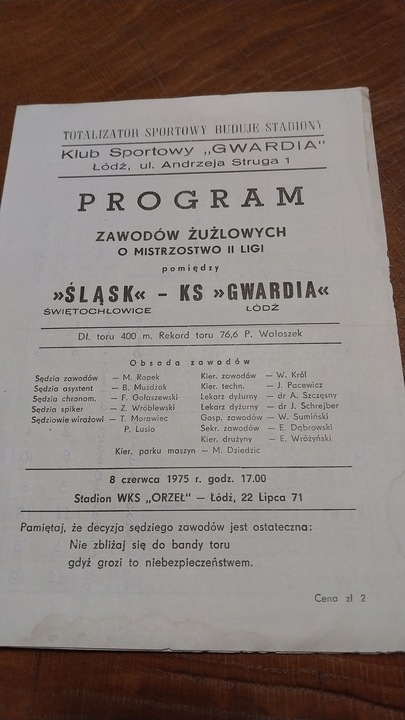 TOTALIZATOR SPORTOWY BUDUJE STADIONY
Klub Sportowy „GWARDIA"
Łódź, ul. Andrzeja Struga 1
PROGRAM
ZAWODÓW ŻUŻLOWYCH
O MISTRZOSTWO II LIGI
pomiędzy
»ŚLĄSK« – KS »GWARDIA«
ŚWIĘTOCHŁOWICE ŁÓDŹ
Dł. toru 400 m. Rekord toru 76,6 P. Waloszek
Obsada zawodów
Sędzia zawodów — M. Ropek Kier. zawodów — W. Król
Sędzia asystent — B. Mużdżok Kier. techn. — J. Pacewicz
Sędzia chronom. — F. Gołaszewski Lekarz dyżurny — dr A. Szczęsny
Sędzia spiker — Z. Wróblewski Lekarz dyżurny — dr J. Schrejber
Sędziowie wirażowi — T. Morawiec Gosp. zawodów — W. Sumiński
P. Lusio Sekr. zawodów — E. Dąbrowski
Kier. drużyny — E. Wróżyński
Kier. parku maszyn — M. Dziedzic
8 czerwca 1975 r. godz. 17.00
Stadion WKS „ORZEŁ" — Łódź, 22 Lipca 71
Pamiętaj, że decyzja sędziego zawodów jest ostateczna:
Nie zbliżaj się do bandy toru
gdyż grozi to niebezpieczeństwem.
Cena zł 2